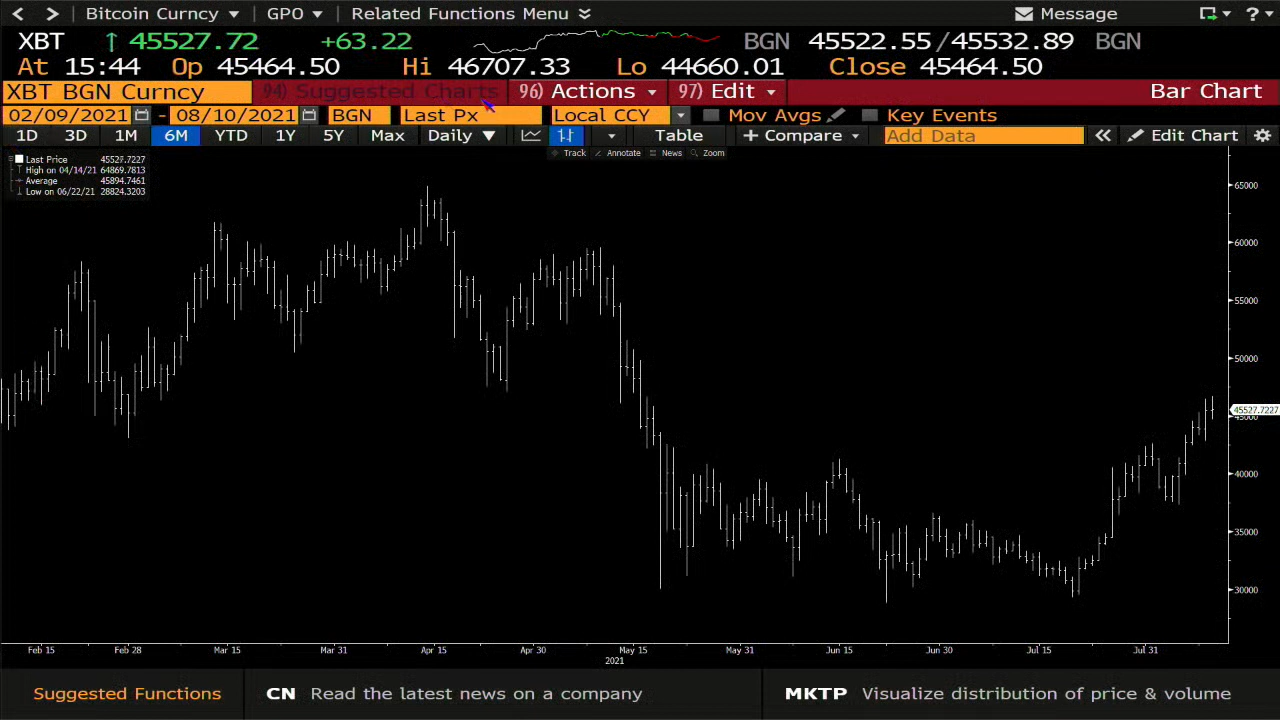 Bitcoin Curncy GPO Related Functions Menu Message ?
XBT ↑ 45527.72 +63.22 BGN 45522.55/45532.89 BGN
At 15:44 Op 45464.50 Hi 46707.33 Lo 44660.01 Close 45464.50
XBT BGN Curncy 94) Suggested Charts 96) Actions 97) Edit Bar Chart
02/09/2021 - 08/10/2021 BGN Last Px Local CCY Mov Avgs Key Events
1D 3D 1M 6M YTD 1Y 5Y Max Daily ▼ Table + Compare Add Data « Edit Chart
Track Annotate News Zoom
Last Price 45527.7227
High on 04/14/21 64869.7813
Average 45894.7461
Low on 06/22/21 28824.3203
65000
60000
55000
50000
45527.7227
45000
40000
35000
30000
Feb 15 Feb 28 Mar 15 Mar 31 Apr 15 Apr 30 May 15 May 31 Jun 15 Jun 30 Jul 15 Jul 31
2021
Suggested Functions CN Read the latest news on a company MKTP Visualize distribution of price & volume